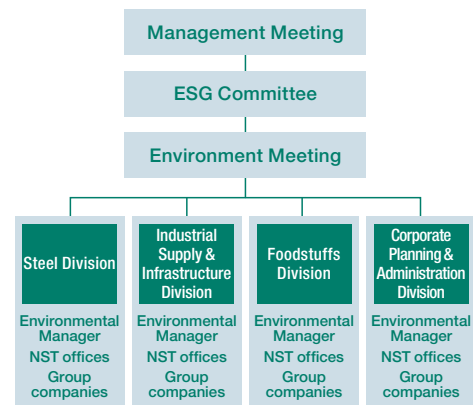 Management Meeting
ESG Committee
Environment Meeting
Steel Division
Environmental
Manager
NST offices
Group
companies
Industrial
Supply &
Infrastructure
Division
Environmental
Manager
NST offices
Group
companies
Foodstuffs
Division
Environmental
Manager
NST offices
Group
companies
Corporate
Planning &
Administration
Division
Environmental
Manager
NST offices
Group
companies